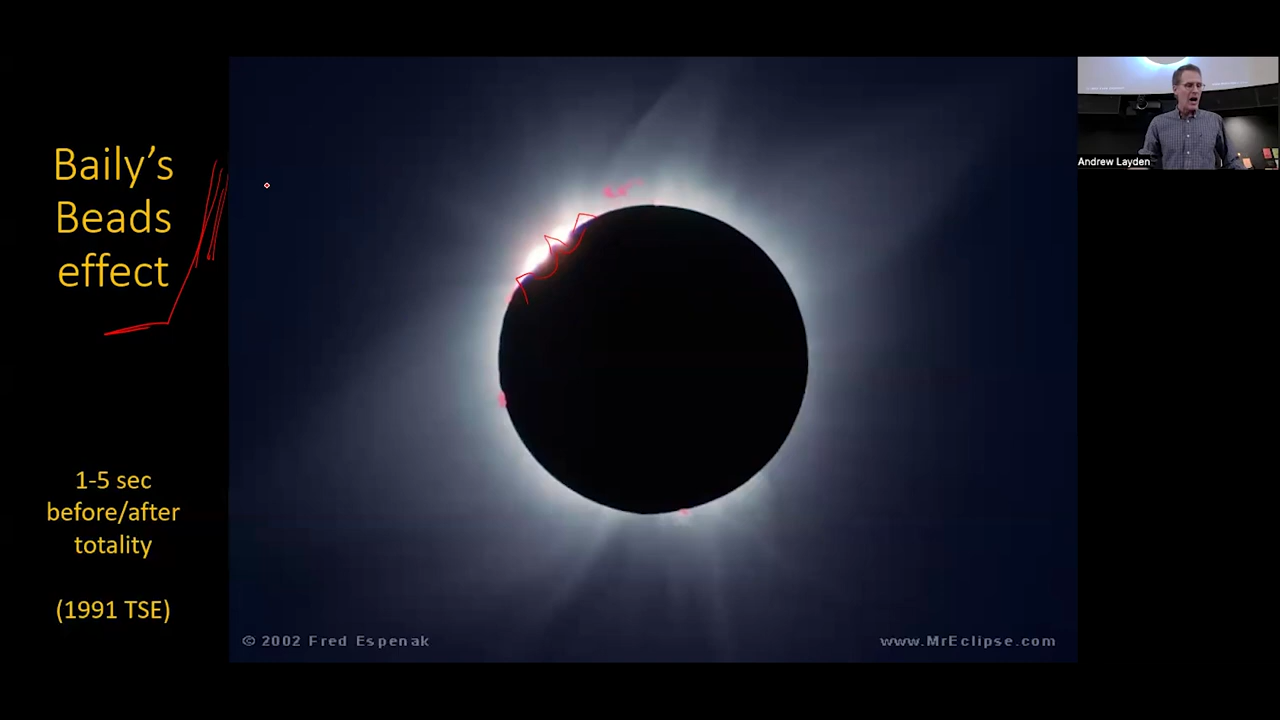 Baily's
Beads
effect
1-5 sec
before/after
totality
(1991 TSE)
© 2002 Fred Espenak
www.MrEclipse.com
Andrew Layden